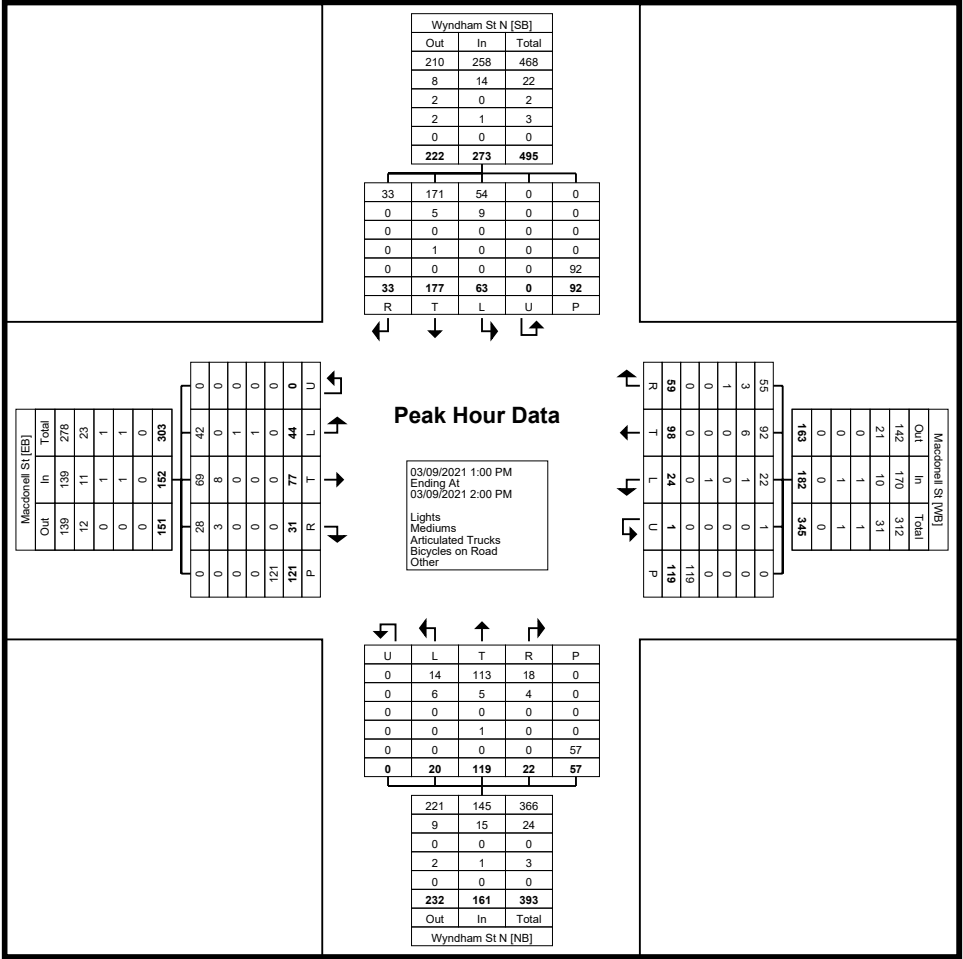 Wyndham St N [SB]
Out In Total
210 258 468
8 14 22
2 0 2
2 1 3
0 0 0
222 273 495
33 171 54 0 0
0 5 9 0 0
0 0 0 0 0
0 1 0 0 0
0 0 0 0 92
33 177 63 0 92
R T L U P
Macdonell St [EB]
Out In Total
139 139 278
12 11 23
0 1 1
0 1 1
0 0 0
151 152 303
0 28 69 42 0
0 3 8 0 0
0 0 0 1 0
0 0 0 1 0
121 0 0 0 0
121 31 77 44 0
P R T L U
Peak Hour Data
03/09/2021 1:00 PM
Ending At
03/09/2021 2:00 PM
Lights
Mediums
Articulated Trucks
Bicycles on Road
Other
Macdonell St [WB]
Out In Total
142 170 312
21 10 31
0 1 1
0 1 1
0 0 0
163 182 345
55 92 22 1 0
3 6 1 0 0
1 0 0 0 0
0 0 1 0 0
0 0 0 0 119
59 98 24 1 119
R T L U P
U L T R P
0 14 113 18 0
0 6 5 4 0
0 0 0 0 0
0 0 1 0 0
0 0 0 0 57
0 20 119 22 57
221 145 366
9 15 24
0 0 0
2 1 3
0 0 0
232 161 393
Out In Total
Wyndham St N [NB]